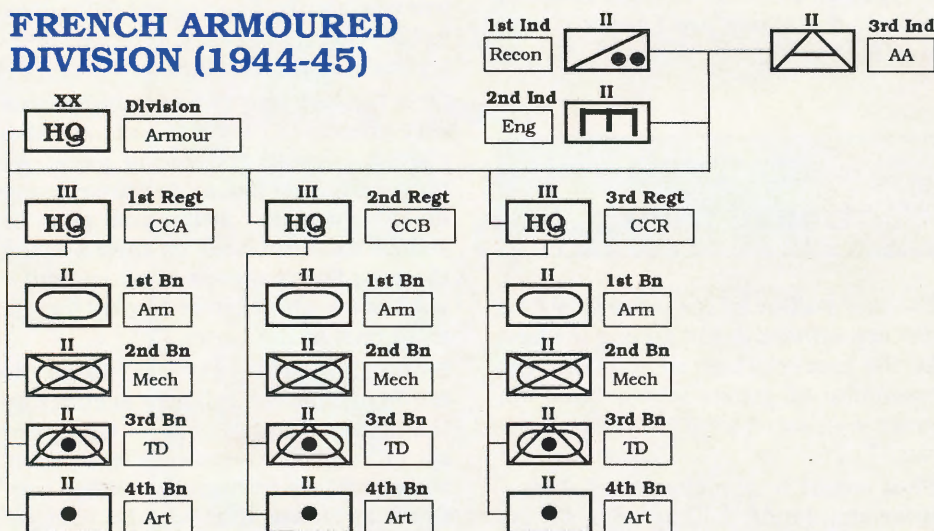 FRENCH ARMOURED
DIVISION (1944-45)
1st Ind II II 3rd Ind
Recon AA
2nd Ind II
Eng
XX Division
HQ Armour
III 1st Regt III 2nd Regt III 3rd Regt
HQ CCA HQ CCB HQ CCR
II 1st Bn II 1st Bn II 1st Bn
Arm Arm Arm
II 2nd Bn II 2nd Bn II 2nd Bn
Mech Mech Mech
II 3rd Bn II 3rd Bn II 3rd Bn
TD TD TD
II 4th Bn II 4th Bn II 4th Bn
Art Art Art